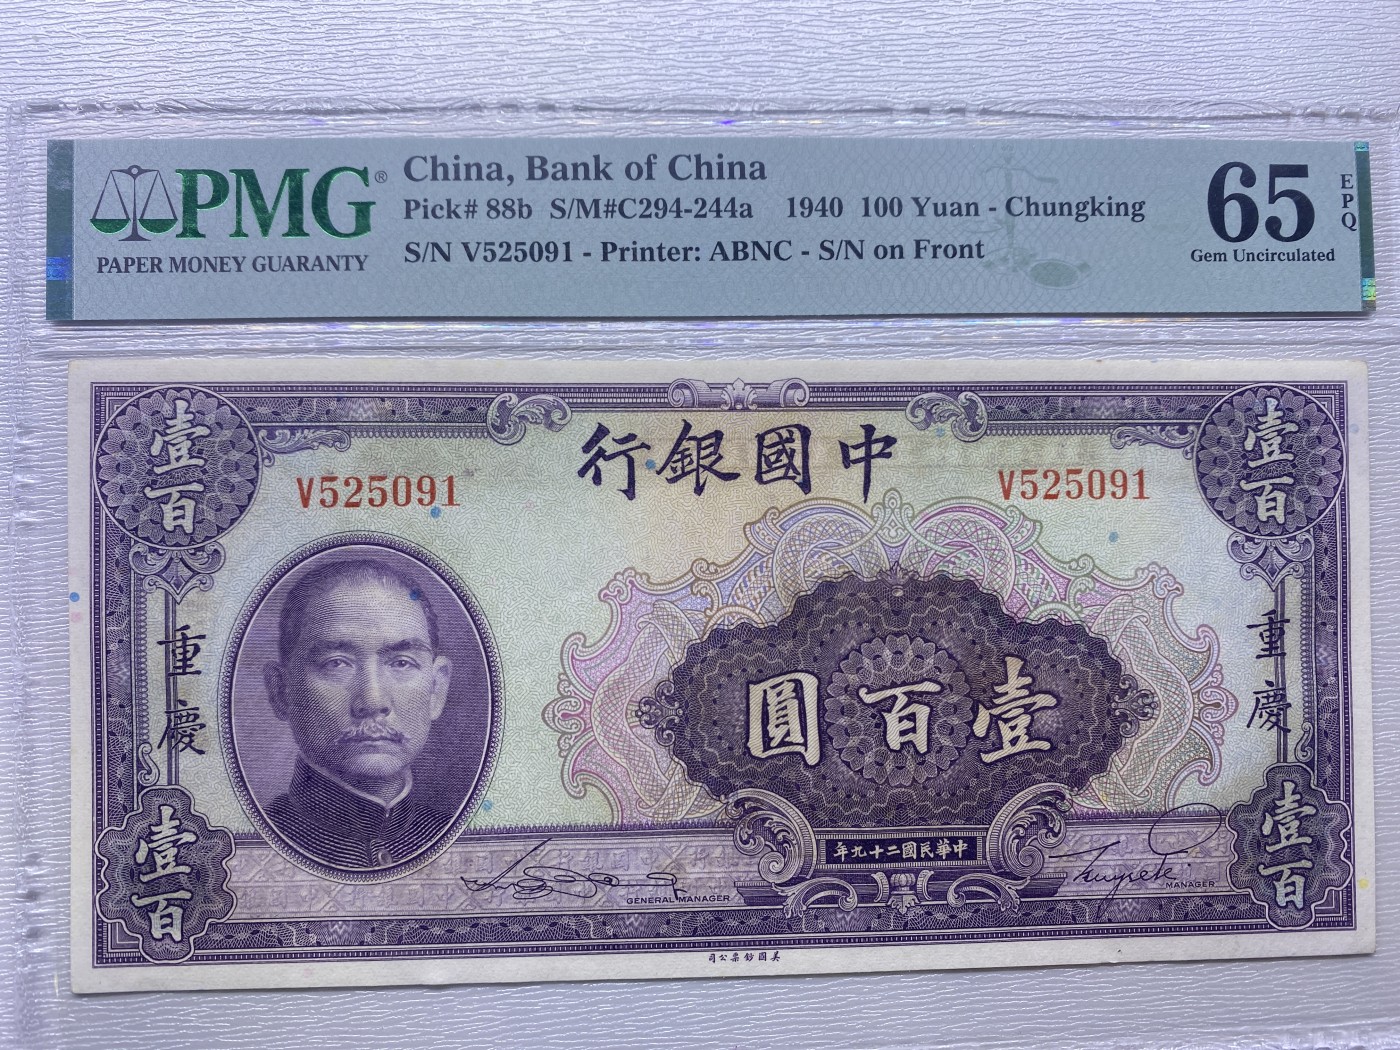 PMG®
PAPER MONEY GUARANTY
China, Bank of China
Pick# 88b S/M#C294-244a 1940 100 Yuan - Chungking
S/N V525091 - Printer: ABNC - S/N on Front
65
EPQ
Gem Uncirculated
行銀國中
壹百
壹百
V525091
V525091
重慶
重慶
圓百壹
年九十二國民華中
GENERAL MANAGER
MANAGER
壹百
壹百
司公票鈔國美